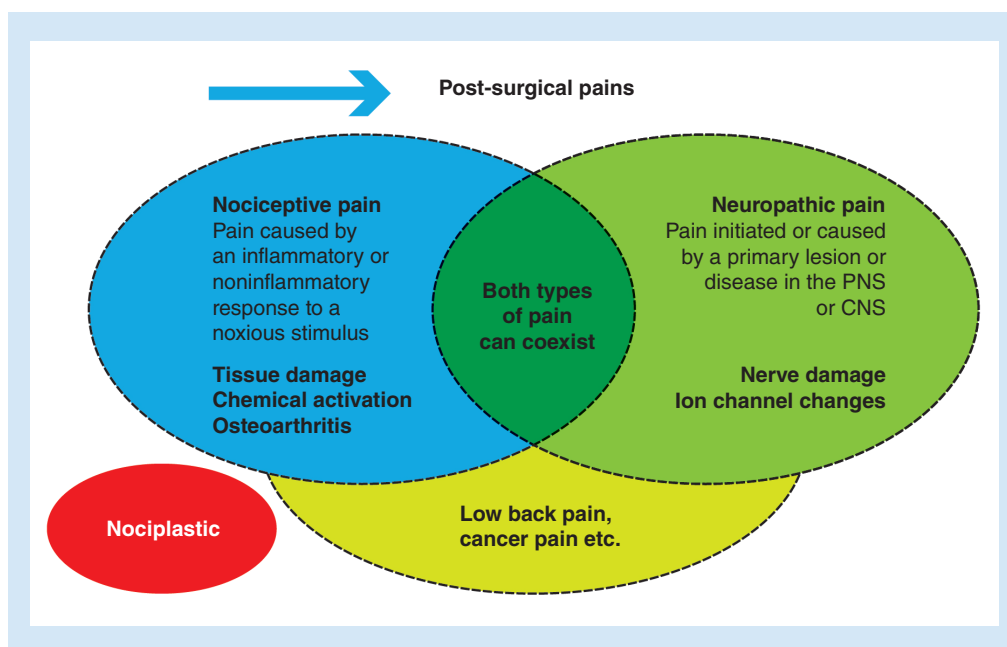 Post-surgical pains
Nociceptive pain
Pain caused by
an inflammatory or
noninflammatory
response to a
noxious stimulus
Tissue damage
Chemical activation
Osteoarthritis
Both types
of pain
can coexist
Neuropathic pain
Pain initiated or caused
by a primary lesion or
disease in the PNS
or CNS
Nerve damage
Ion channel changes
Nociplastic
Low back pain,
cancer pain etc.